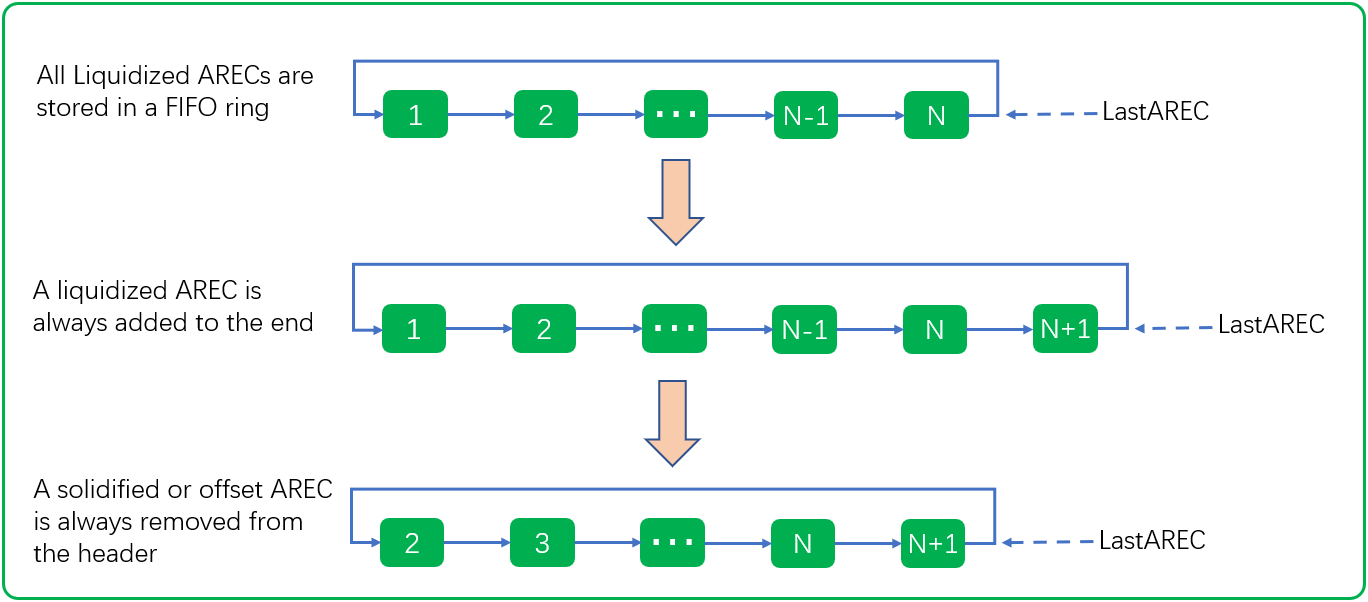 All Liquidized ARECs are
stored in a FIFO ring
1 2 ··· N-1 N
LastAREC
A liquidized AREC is
always added to the end
1 2 ··· N-1 N N+1
LastAREC
A solidified or offset AREC
is always removed from
the header
2 3 ··· N N+1
LastAREC